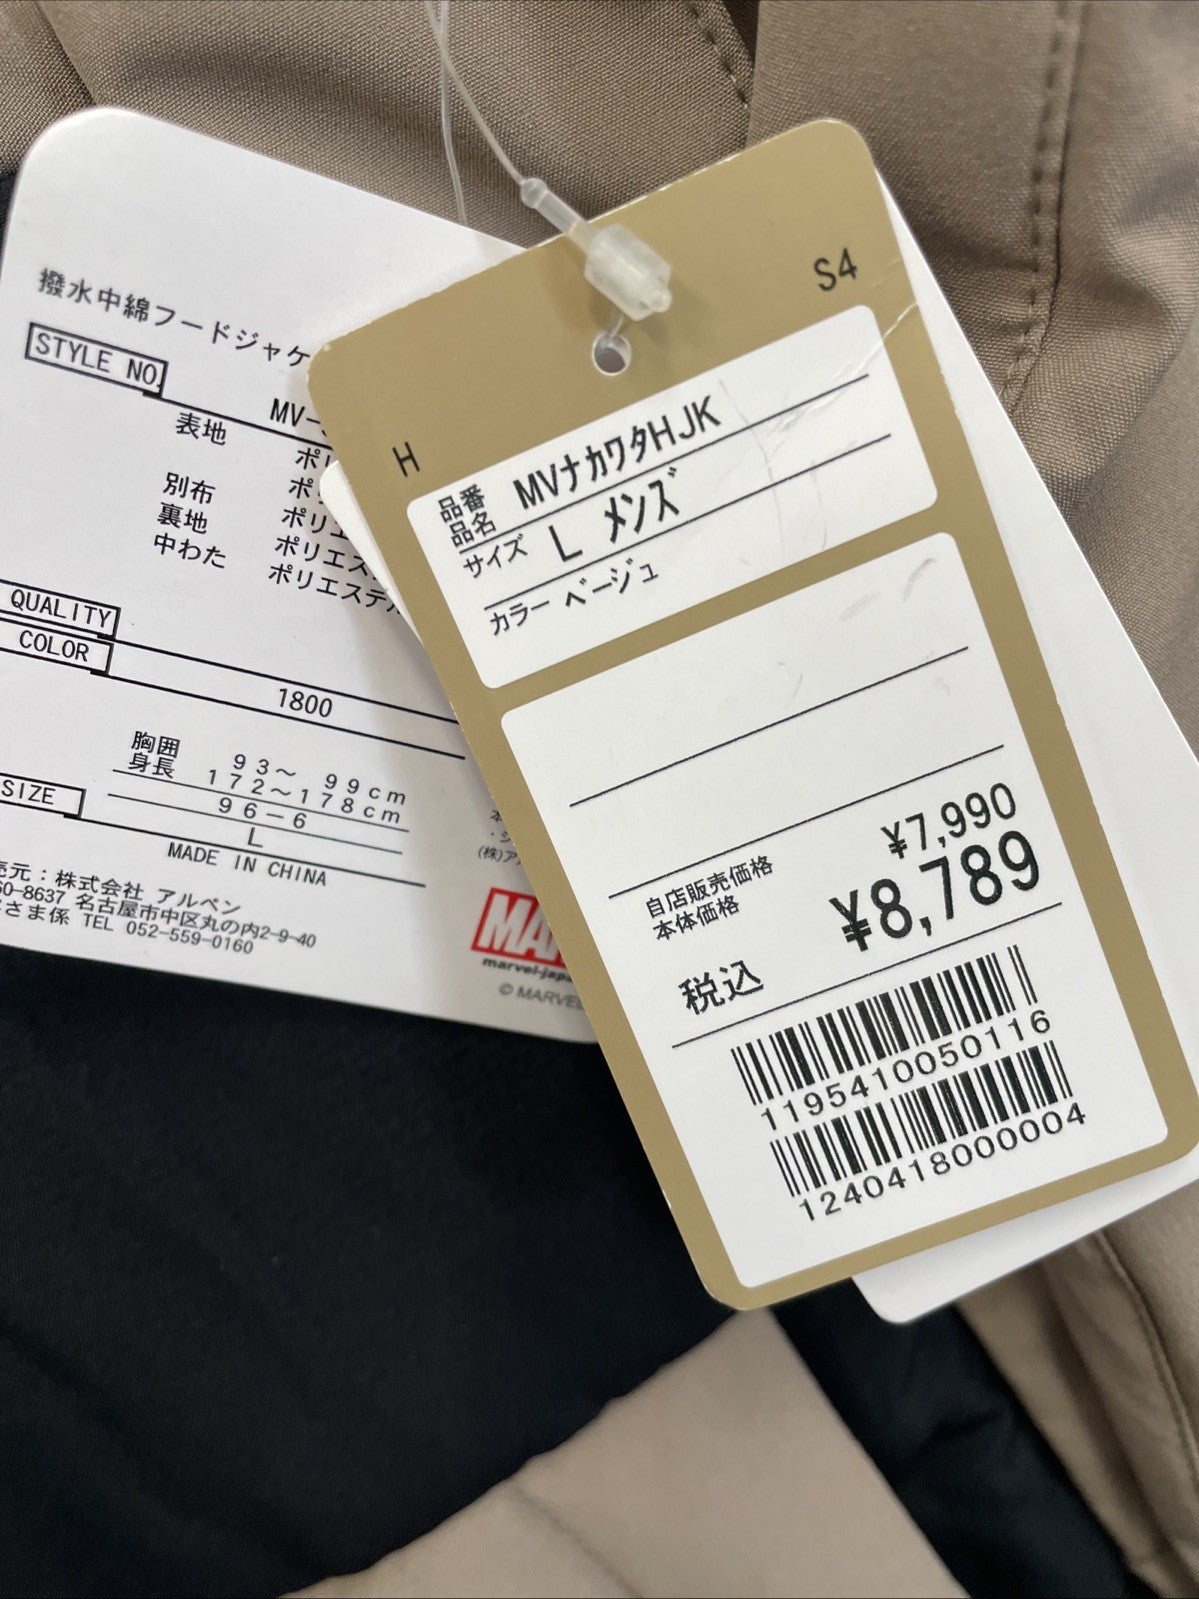 撥水中綿フードジャケ
STYLE NO.
MV-
表地
ポリ
ポ
別布 ポリエ
裏地 ポリエス
中わた ポリエステル
QUALITY
COLOR
1800
胸囲 93～ 99cm
身長 172～178cm
96-6
SIZE
L
MADE IN CHINA
売元:株式会社 アルペン
60-8637 名古屋市中区丸の内2-9-40
さま係 TEL 052-559-0160
(株)ア
marvel-japa
© MARVEL
S4
H
品番
品名 MVナカワタHJK
サイズ L メンズ
カラー ベージュ
自店販売価格 ¥7,990
本体価格
税込 ¥8,789
1195410050116
1240418000004